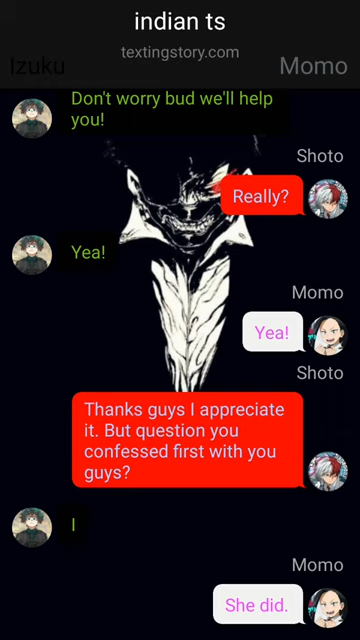 indian ts
textingstory.com
Izuku
Momo
Don't worry bud we'll help
you!
Shoto
Really?
Yea!
Momo
Yea!
Shoto
Thanks guys I appreciate
it. But question you
confessed first with you
guys?
I
Momo
She did.